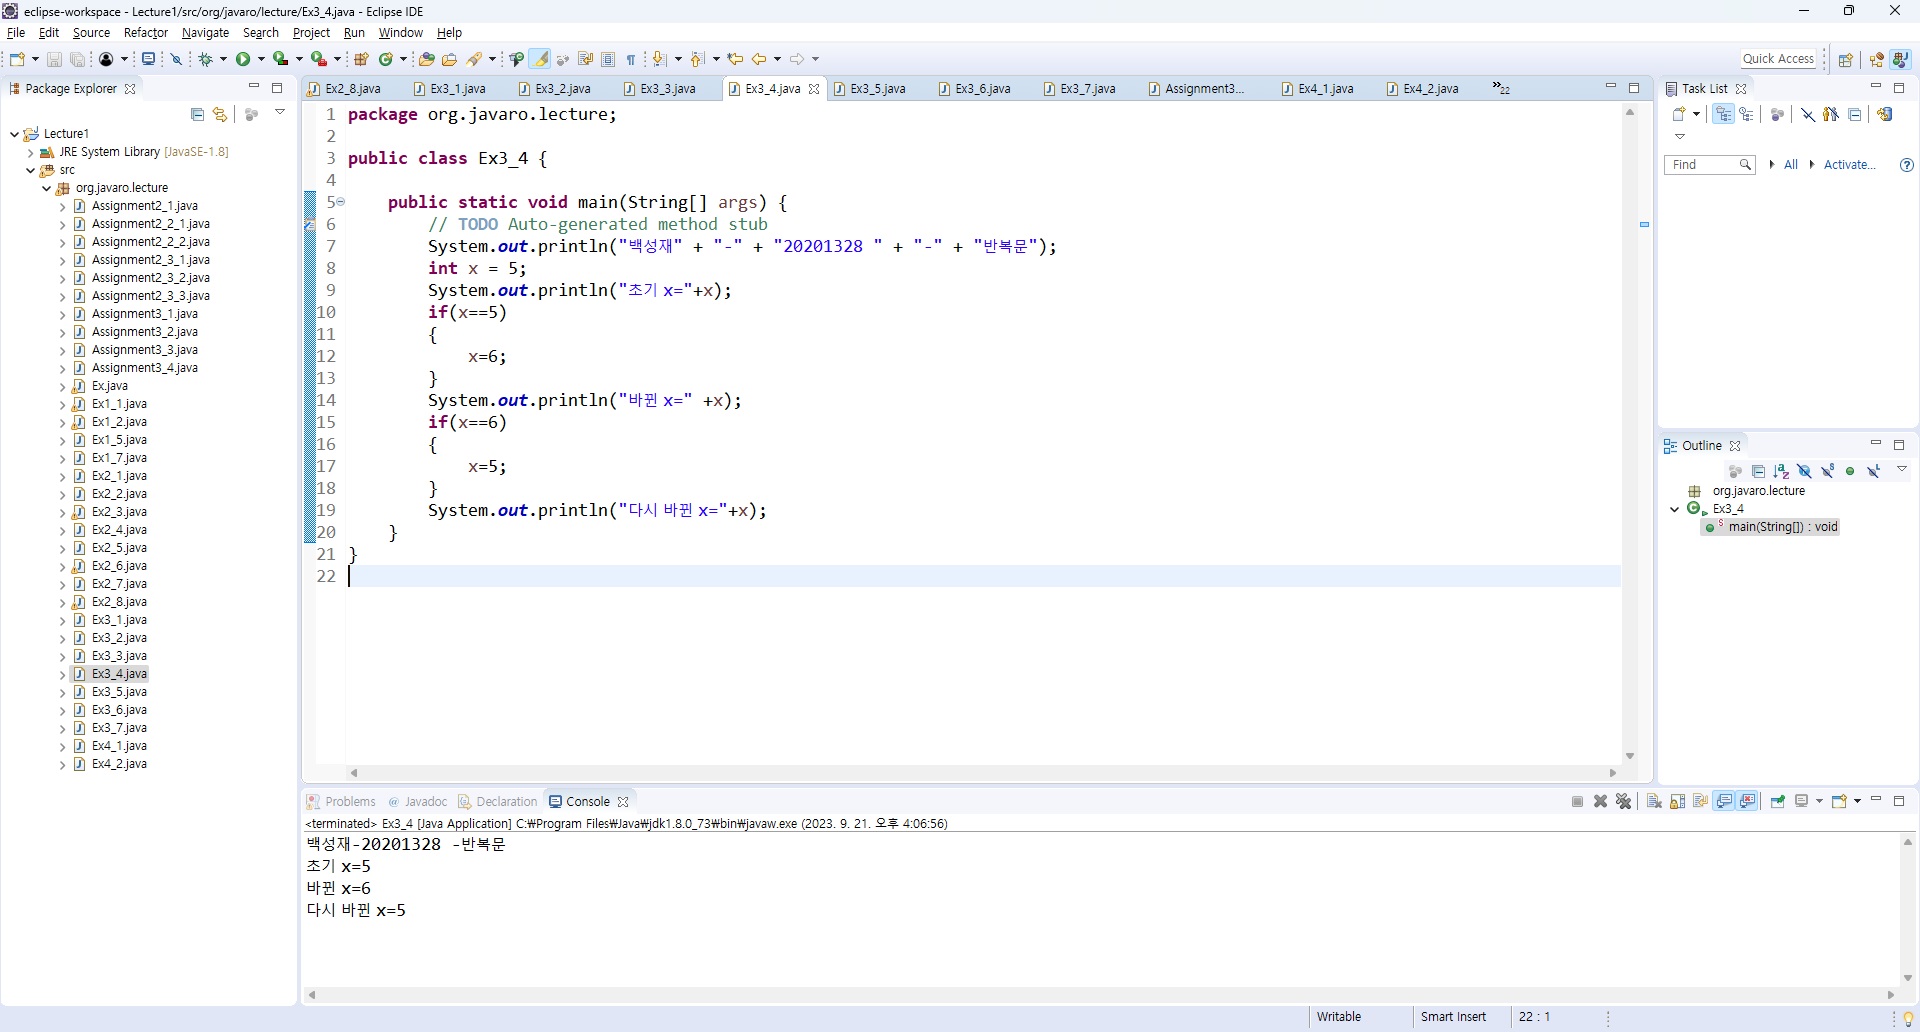 eclipse-workspace - Lecture1/src/org/javaro/lecture/Ex3_4.java - Eclipse IDE
File Edit Source Refactor Navigate Search Project Run Window Help
Quick Access
Package Explorer
Lecture1
JRE System Library [JavaSE-1.8]
src
org.javaro.lecture
Assignment2_1.java
Assignment2_2_1.java
Assignment2_2_2.java
Assignment2_3_1.java
Assignment2_3_2.java
Assignment2_3_3.java
Assignment3_1.java
Assignment3_2.java
Assignment3_3.java
Assignment3_4.java
Ex.java
Ex1_1.java
Ex1_2.java
Ex1_5.java
Ex1_7.java
Ex2_1.java
Ex2_2.java
Ex2_3.java
Ex2_4.java
Ex2_5.java
Ex2_6.java
Ex2_7.java
Ex2_8.java
Ex3_1.java
Ex3_2.java
Ex3_3.java
Ex3_4.java
Ex3_5.java
Ex3_6.java
Ex3_7.java
Ex4_1.java
Ex4_2.java
Ex2_8.java Ex3_1.java Ex3_2.java Ex3_3.java Ex3_4.java Ex3_5.java Ex3_6.java Ex3_7.java Assignment3... Ex4_1.java Ex4_2.java »22
1 package org.javaro.lecture;
2
3 public class Ex3_4 {
4
5 public static void main(String[] args) {
6 // TODO Auto-generated method stub
7 System.out.println("백성재" + "-" + "20201328 " + "-" + "반복문");
8 int x = 5;
9 System.out.println("초기 x="+x);
10 if(x==5)
11 {
12 x=6;
13 }
14 System.out.println("바뀐 x=" +x);
15 if(x==6)
16 {
17 x=5;
18 }
19 System.out.println("다시 바뀐 x="+x);
20 }
21 }
22
Task List
Find All Activate...
Outline
org.javaro.lecture
Ex3_4
main(String[]) : void
Problems @ Javadoc Declaration Console
<terminated> Ex3_4 [Java Application] C:₩Program Files₩Java₩jdk1.8.0_73₩bin₩javaw.exe (2023. 9. 21. 오후 4:06:56)
백성재-20201328 -반복문
초기 x=5
바뀐 x=6
다시 바뀐 x=5
Writable Smart Insert 22 : 1